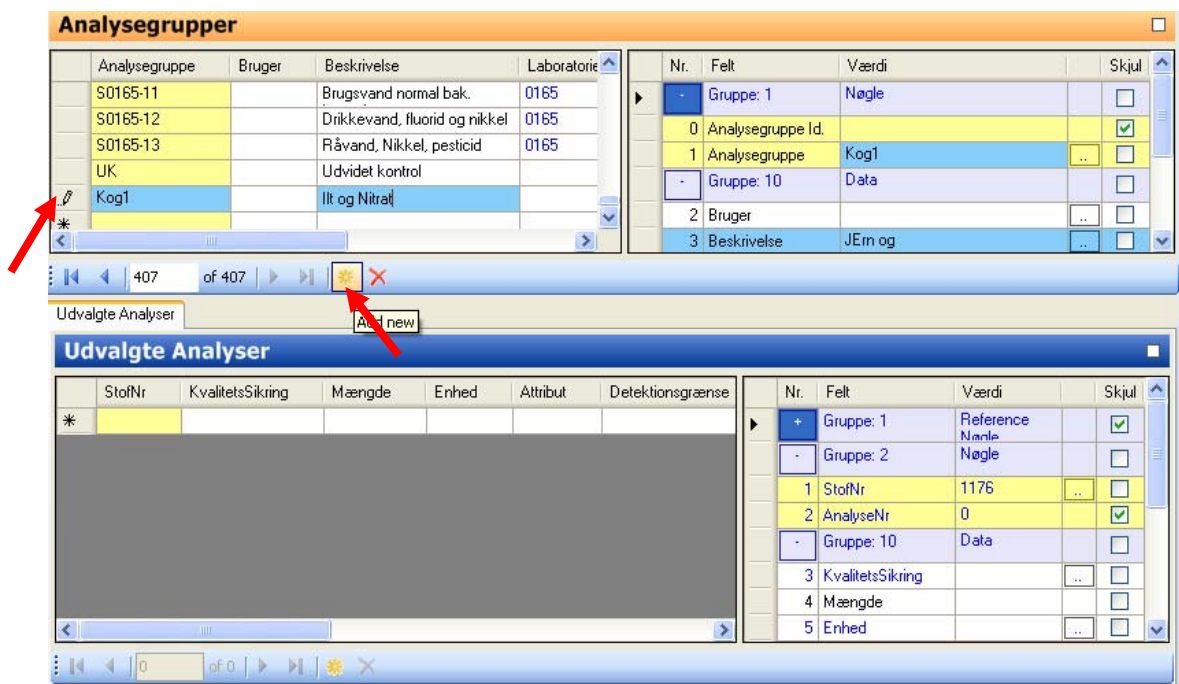 Analysegrupper
Analysegruppe Bruger Beskrivelse Laboratorie
S0165-11 Brugsvand normal bak. 0165
S0165-12 Drikkevand, fluorid og nikkel 0165
S0165-13 Råvand, Nikkel, pesticid 0165
UK Udvidet kontrol
Kog1 Ilt og Nitrat
Nr. Felt Værdi Skjul
- Gruppe: 1 Nøgle
0 Analysegruppe Id.
1 Analysegruppe Kog1 ..
- Gruppe: 10 Data
2 Bruger ..
3 Beskrivelse JErn og ..
407 of 407
Add new
Udvalgte Analyser
Udvalgte Analyser
StofNr KvalitetsSikring Mængde Enhed Attribut Detektionsgrænse
Nr. Felt Værdi Skjul
+ Gruppe: 1 Reference
Nøgle
- Gruppe: 2 Nøgle
1 StofNr 1176 ..
2 AnalyseNr 0
- Gruppe: 10 Data
3 KvalitetsSikring ..
4 Mængde
5 Enhed ..
0 of 0